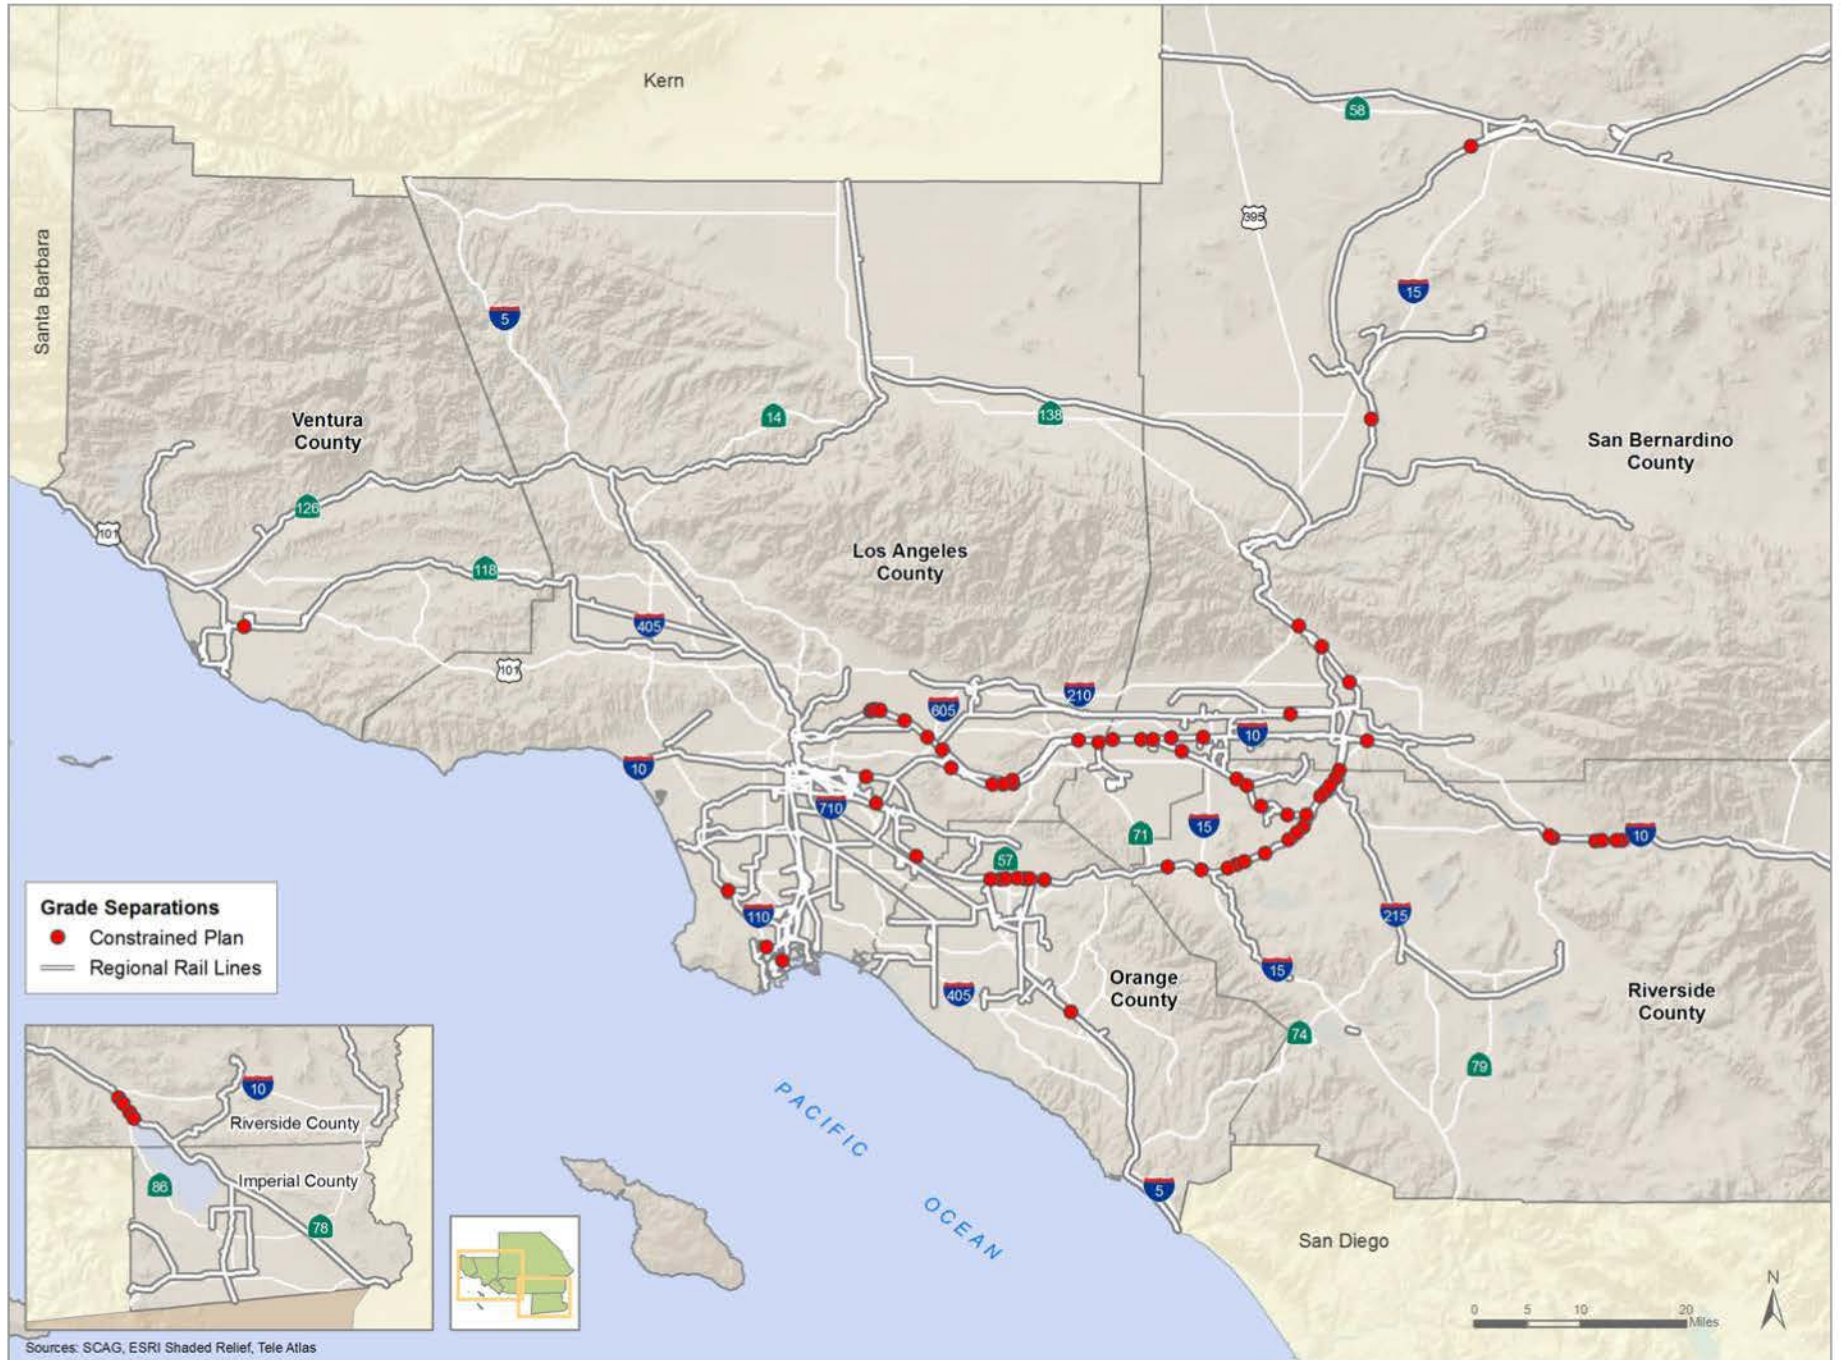 Kern
58
Santa Barbara
395
15
5
Ventura
County
14
138
San Bernardino
County
126
101
Los Angeles
County
118
405
101
210
605
10
10
710
71
15
10
57
Grade Separations
Constrained Plan
Regional Rail Lines
110
215
15
405
Orange
County
Riverside
County
74
79
10
Riverside County
Imperial County
86
78
PACIFIC
OCEAN
5
San Diego
N
0 5 10 20
Miles
Sources: SCAG, ESRI Shaded Relief, Tele Atlas